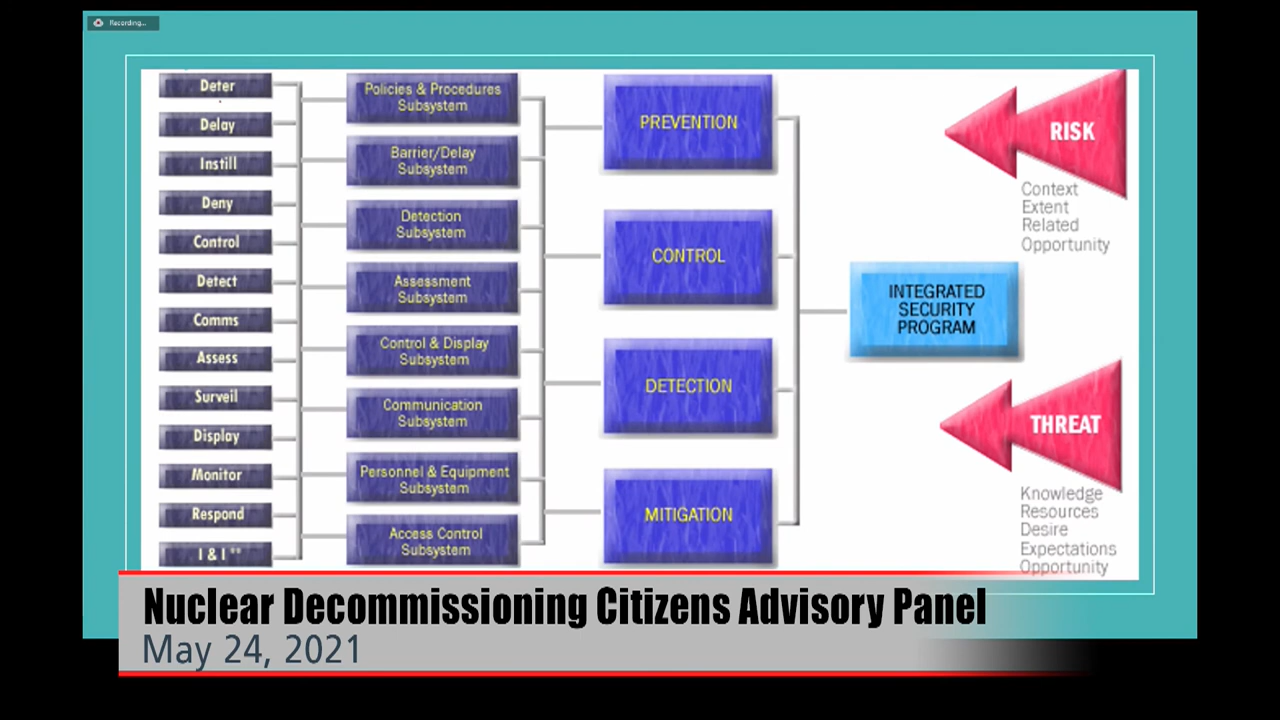 Recording...
Deter
Delay
Instill
Deny
Control
Detect
Comms
Assess
Surveil
Display
Monitor
Respond
I & I **
Policies & Procedures
Subsystem
Barrier/Delay
Subsystem
Detection
Subsystem
Assessment
Subsystem
Control & Display
Subsystem
Communication
Subsystem
Personnel & Equipment
Subsystem
Access Control
Subsystem
PREVENTION
CONTROL
DETECTION
MITIGATION
INTEGRATED
SECURITY
PROGRAM
RISK
Context
Extent
Related
Opportunity
THREAT
Knowledge
Resources
Desire
Expectations
Opportunity
Nuclear Decommissioning Citizens Advisory Panel
May 24, 2021